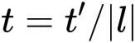 t = t′/|l|